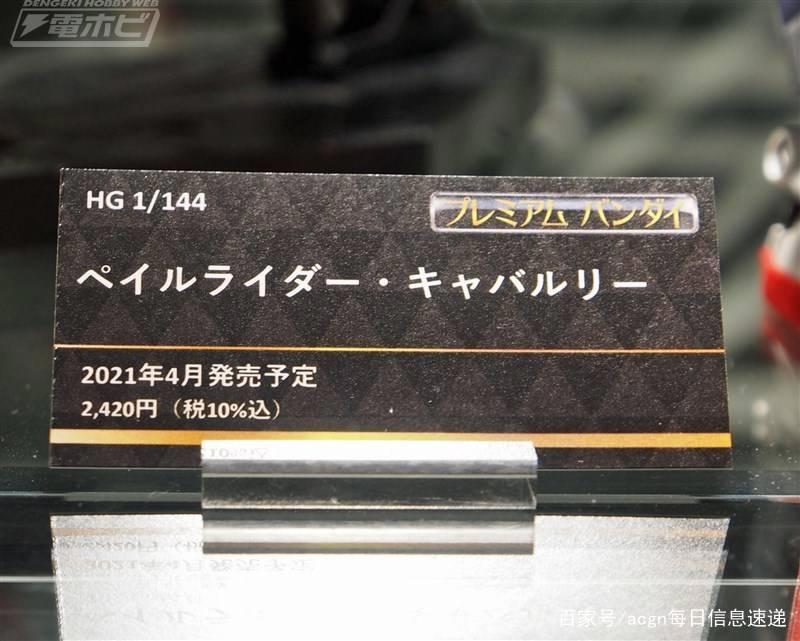 DENGEKI HOBBY WEB
電ホビ
HG 1/144
プレミアム バンダイ
ペイルライダー・キャバルリー
2021年4月発売予定
2,420円（税10%込）
百家号/acgn每日信息速递